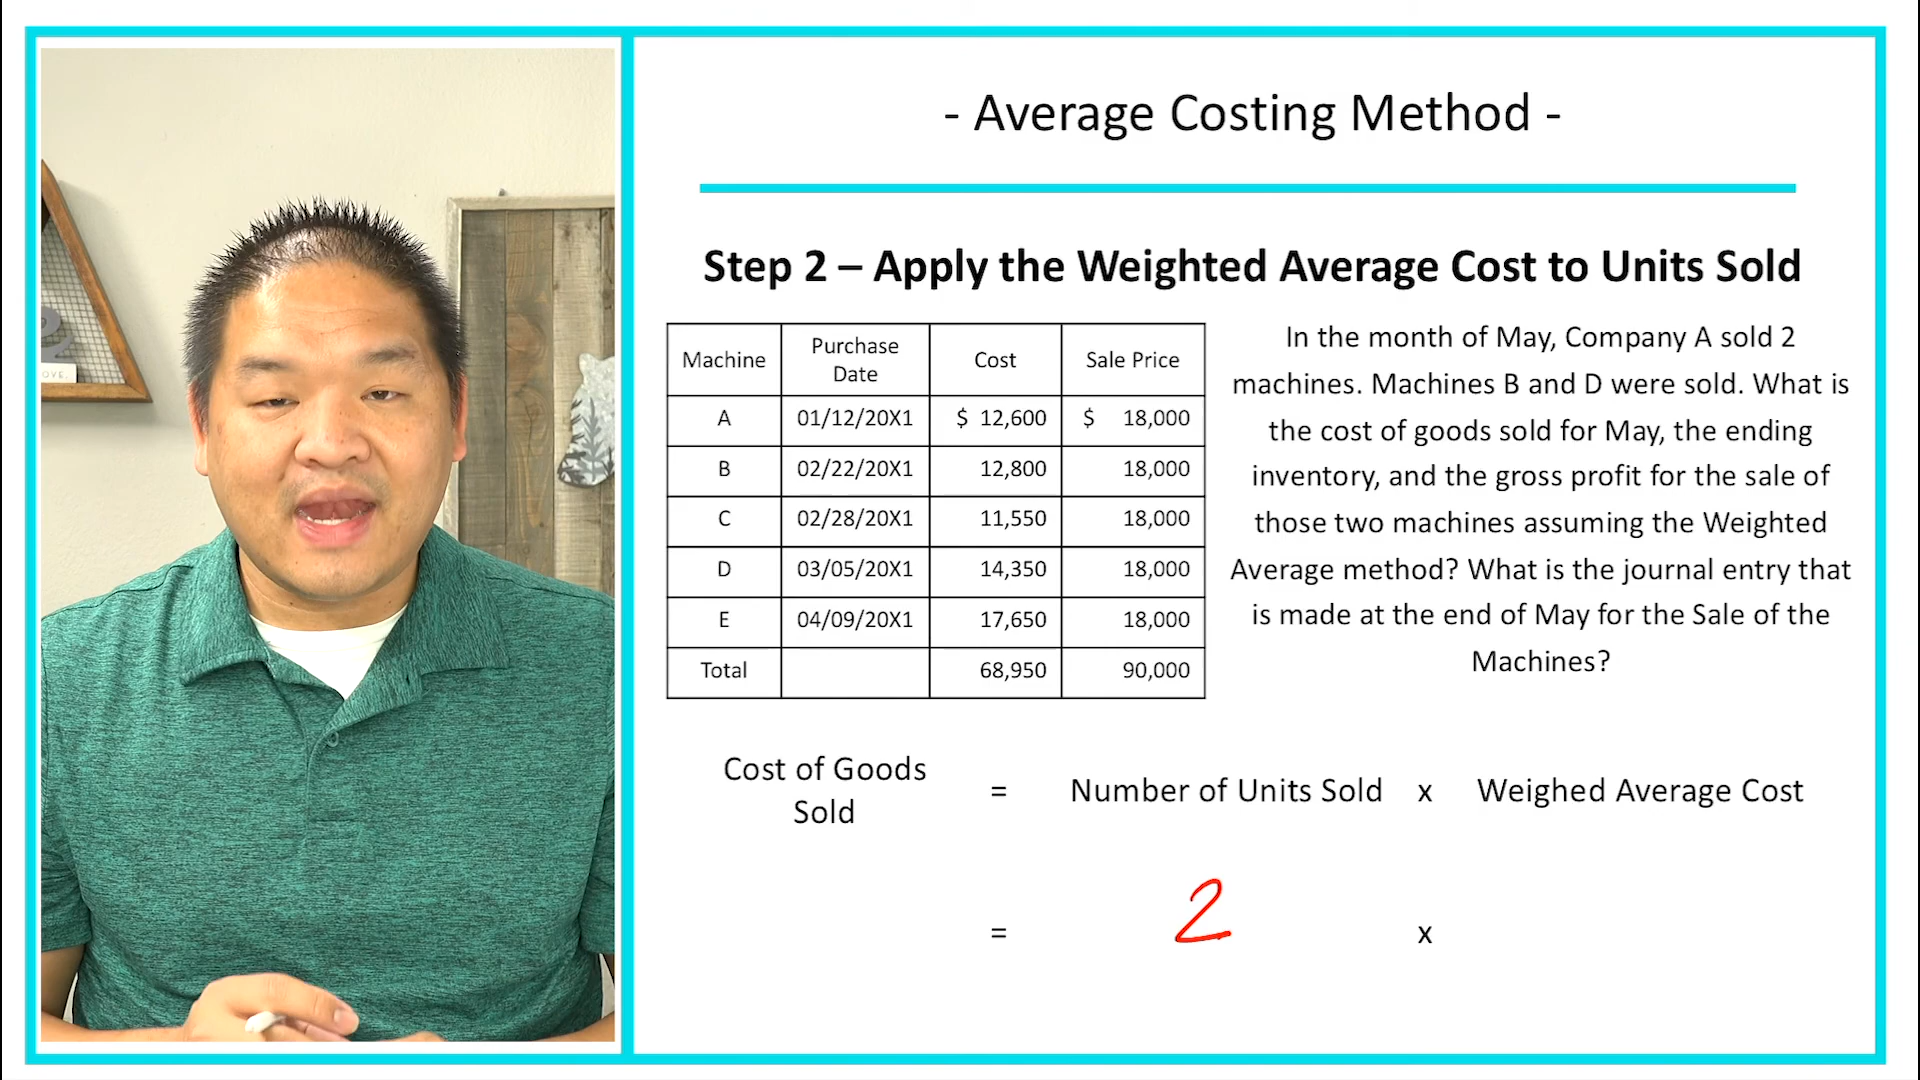 - Average Costing Method -
Step 2 – Apply the Weighted Average Cost to Units Sold
Machine Purchase Date Cost Sale Price
A 01/12/20X1 $ 12,600 $ 18,000
B 02/22/20X1 12,800 18,000
C 02/28/20X1 11,550 18,000
D 03/05/20X1 14,350 18,000
E 04/09/20X1 17,650 18,000
Total 68,950 90,000
In the month of May, Company A sold 2
machines. Machines B and D were sold. What is
the cost of goods sold for May, the ending
inventory, and the gross profit for the sale of
those two machines assuming the Weighted
Average method? What is the journal entry that
is made at the end of May for the Sale of the
Machines?
Cost of Goods
Sold
= Number of Units Sold x Weighed Average Cost
= 2 x
OVE.